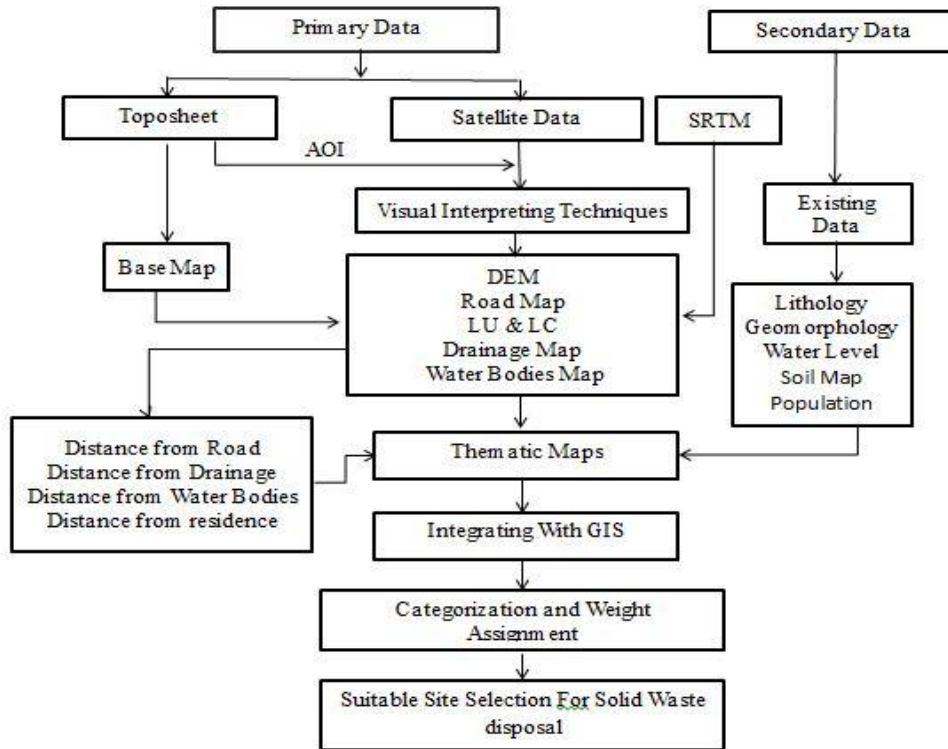 Primary Data
Secondary Data
Toposheet
Satellite Data
SRTM
AOI
Visual Interpreting Techniques
Existing
Data
Base Map
DEM
Road Map
LU & LC
Drainage Map
Water Bodies Map
Lithology
Geomorphology
Water Level
Soil Map
Population
Distance from Road
Distance from Drainage
Distance from Water Bodies
Distance from residence
Thematic Maps
Integrating With GIS
Categorization and Weight
Assignment
Suitable Site Selection For Solid Waste
disposal